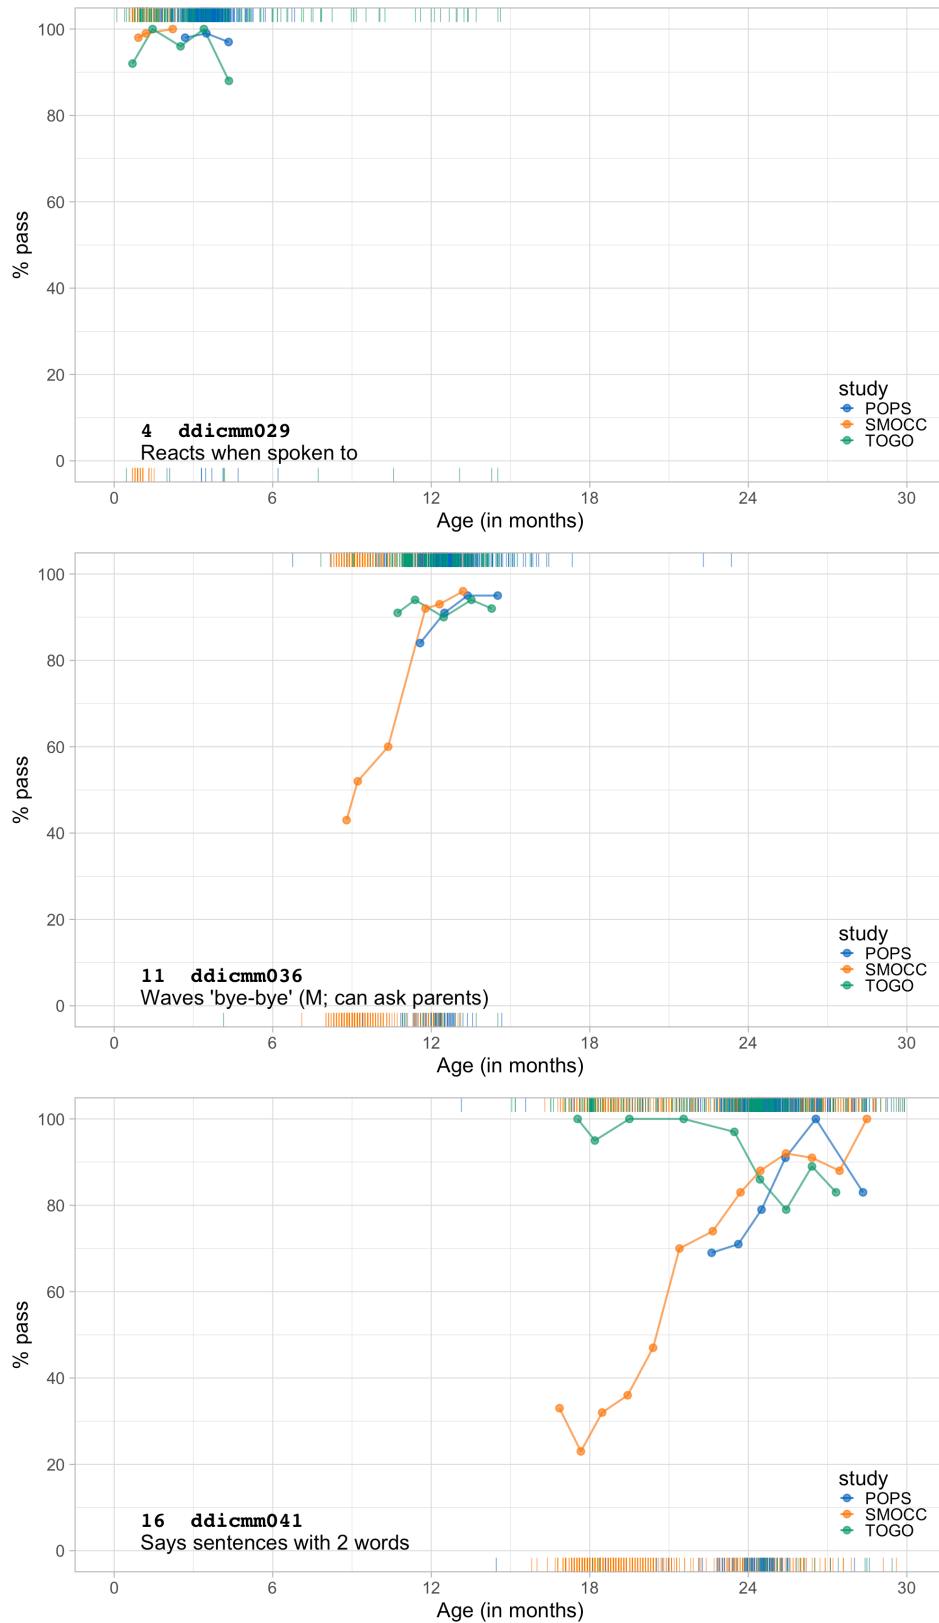 100
80
60
40
20
0
% pass
study
POPS
SMOCC
TOGO
4 ddicmm029
Reacts when spoken to
0 6 12 18 24 30
Age (in months)
100
80
60
40
20
0
% pass
study
POPS
SMOCC
TOGO
11 ddicmm036
Waves 'bye-bye' (M; can ask parents)
0 6 12 18 24 30
Age (in months)
100
80
60
40
20
0
% pass
study
POPS
SMOCC
TOGO
16 ddicmm041
Says sentences with 2 words
0 6 12 18 24 30
Age (in months)